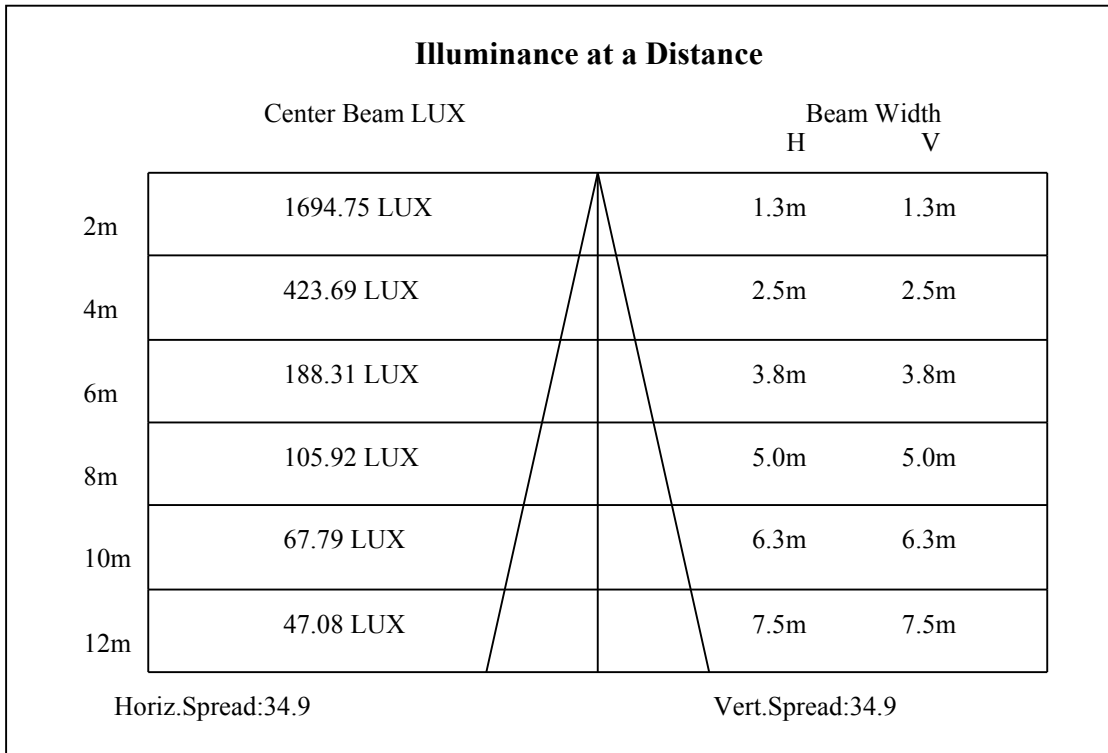 Illuminance at a Distance
Center Beam LUX Beam Width
H V
2m 1694.75 LUX 1.3m 1.3m
4m 423.69 LUX 2.5m 2.5m
6m 188.31 LUX 3.8m 3.8m
8m 105.92 LUX 5.0m 5.0m
10m 67.79 LUX 6.3m 6.3m
12m 47.08 LUX 7.5m 7.5m
Horiz.Spread:34.9 Vert.Spread:34.9